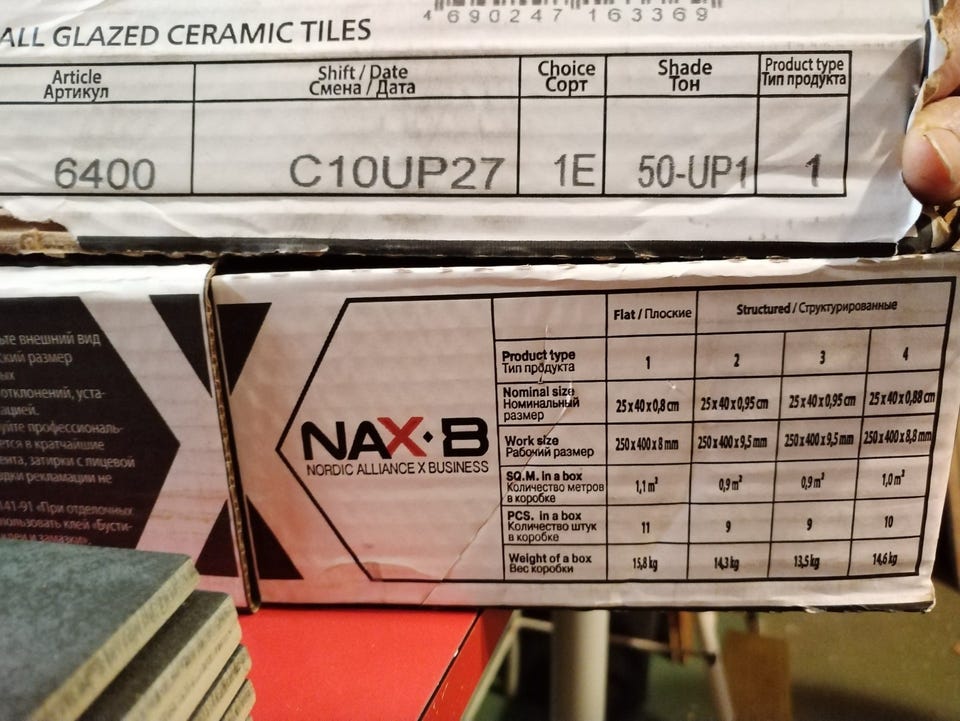 4 690247 163369
ALL GLAZED CERAMIC TILES
Article Shift / Date Choice Shade Product type
Артикул Смена / Дата Сорт Тон Тип продукта
6400 C10UP27 1E 50-UP1 1
внешний вид
размер
отклонений, уста-
ацией.
профессиональ-
ется в кратчайшие
затирки с лицевой
рекламации не
141-91 «При отделочных
клей «Бусти-
NAX·B
NORDIC ALLIANCE X BUSINESS
Flat / Плоские Structured / Структурированные
Product type 1 2 3 4
Тип продукта
Nominal size 25 x 40 x 0,8 cm 25 x 40 x 0,95 cm 25 x 40 x 0,95 cm 25 x 40 x 0,88 cm
Номинальный
размер
Work size 250 x 400 x 8 mm 250 x 400 x 9,5 mm 250 x 400 x 9,5 mm 250 x 400 x 8,8 mm
Рабочий размер
SQ.M. in a box 1,1 m² 0,9 m² 0,9 m² 1,0 m²
Количество метров
в коробке
PCS. in a box 11 9 9 10
Количество штук
в коробке
Weight of a box 15,8 kg 14,3 kg 13,5 kg 14,6 kg
Вес коробки